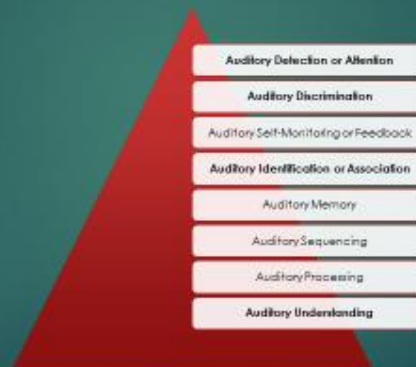 Auditory Detection or Attention
Auditory Discrimination
Auditory Self-Monitoring or Feedback
Auditory Identification or Association
Auditory Memory
Auditory Sequencing
Auditory Processing
Auditory Understanding